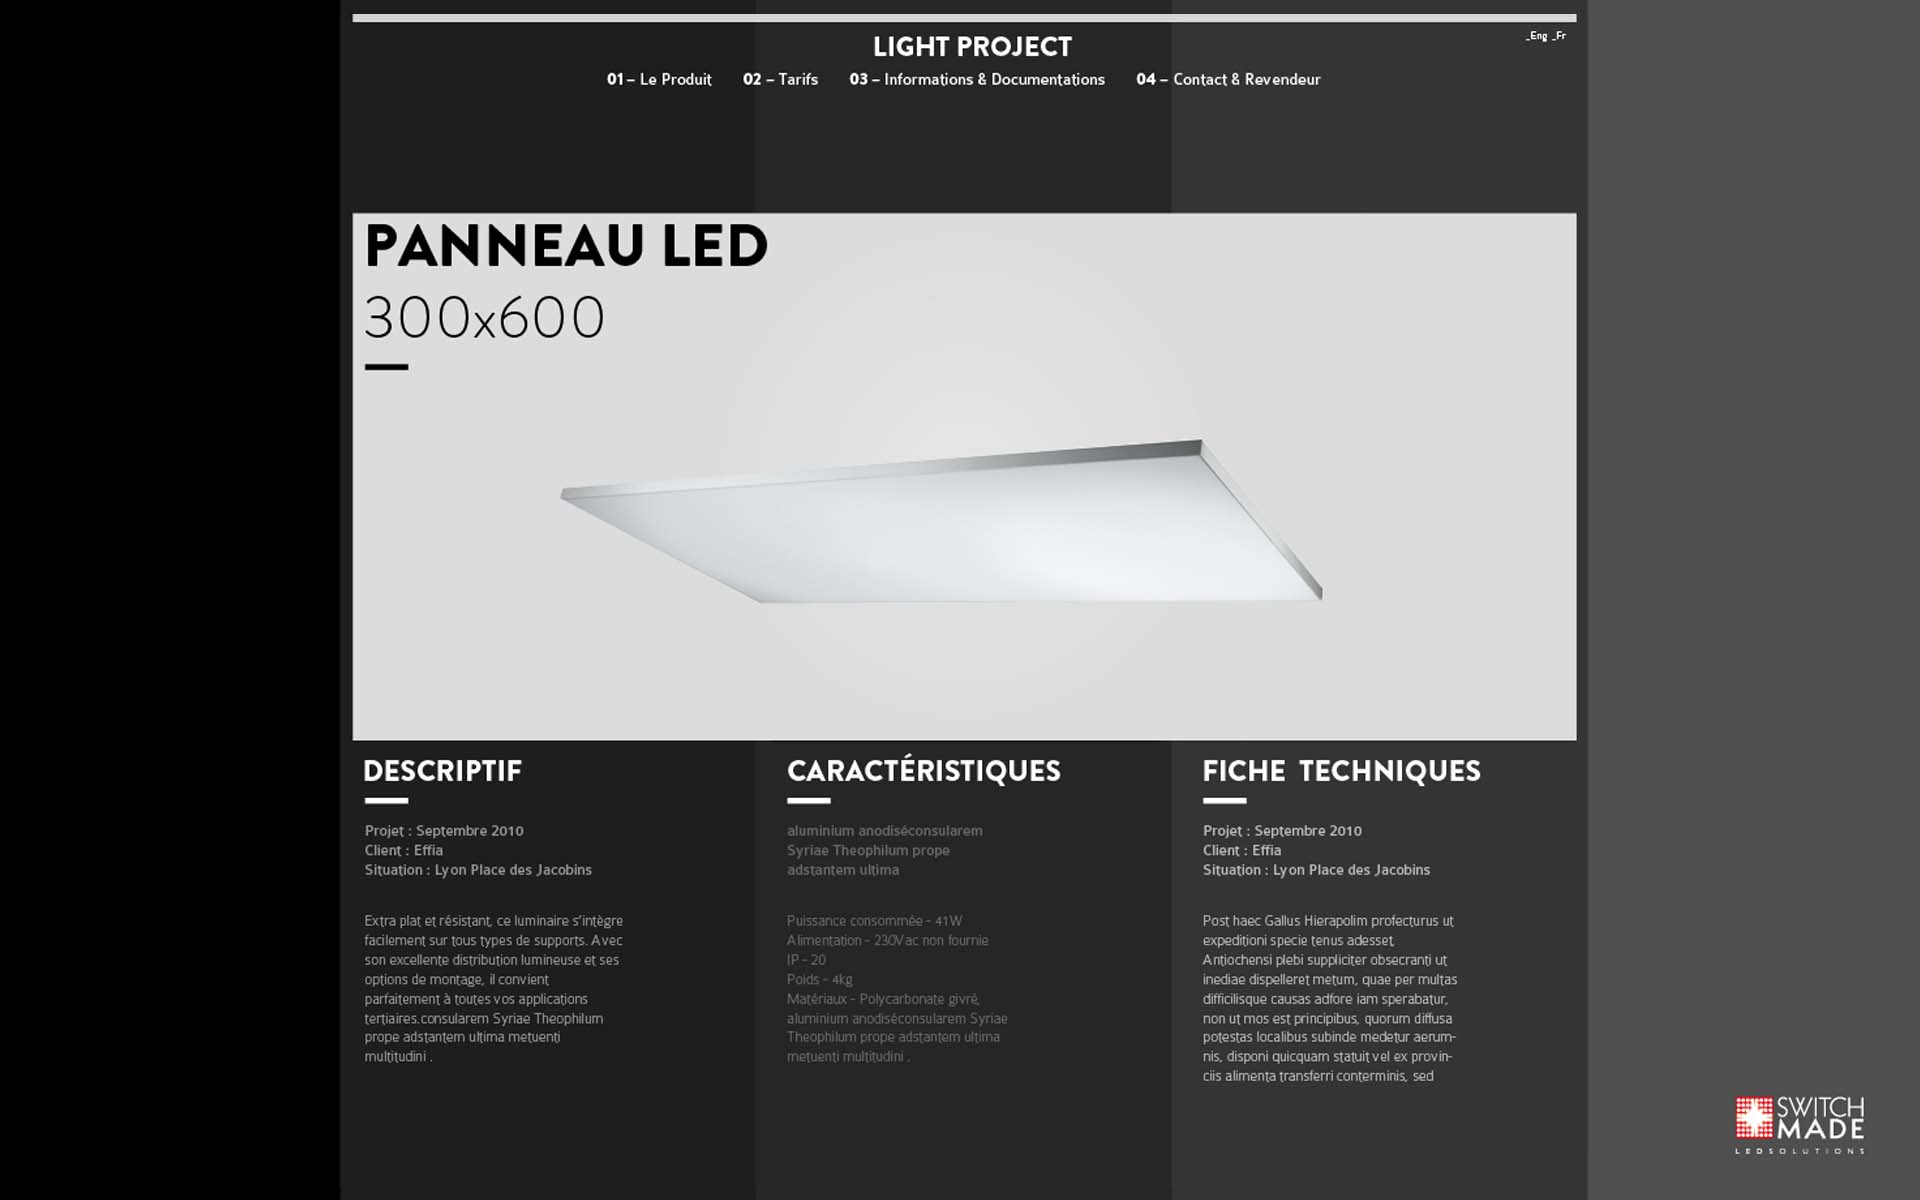 LIGHT PROJECT
_Eng _Fr
01 – Le Produit 02 – Tarifs 03 – Informations & Documentations 04 – Contact & Revendeur
PANNEAU LED
300x600
DESCRIPTIF
Projet : Septembre 2010
Client : Effia
Situation : Lyon Place des Jacobins
Extra plat et résistant, ce luminaire s'intègre
facilement sur tous types de supports. Avec
son excellente distribution lumineuse et ses
options de montage, il convient
parfaitement à toutes vos applications
tertiaires.consularem Syriae Theophilum
prope adstantem ultima metuenti
multitudini .
CARACTÉRISTIQUES
aluminium anodiséconsularem
Syriae Theophilum prope
adstantem ultima
Puissance consommée - 41W
Alimentation - 230Vac non fournie
IP - 20
Poids - 4kg
Matériaux - Polycarbonate givré,
aluminium anodiséconsularem Syriae
Theophilum prope adstantem ultima
metuenti multitudini .
FICHE TECHNIQUES
Projet : Septembre 2010
Client : Effia
Situation : Lyon Place des Jacobins
Post haec Gallus Hierapolim profecturus ut
expeditioni specie tenus adesset,
Antiochensi plebi suppliciter obsecranti ut
inediae dispelleret metum, quae per multas
difficilisque causas adfore iam sperabatur,
non ut mos est principibus, quorum diffusa
potestas localibus subinde medetur aerum-
nis, disponi quicquam statuit vel ex provin-
ciis alimenta transferri conterminis, sed
SWITCH
MADE
LEDSOLUTIONS